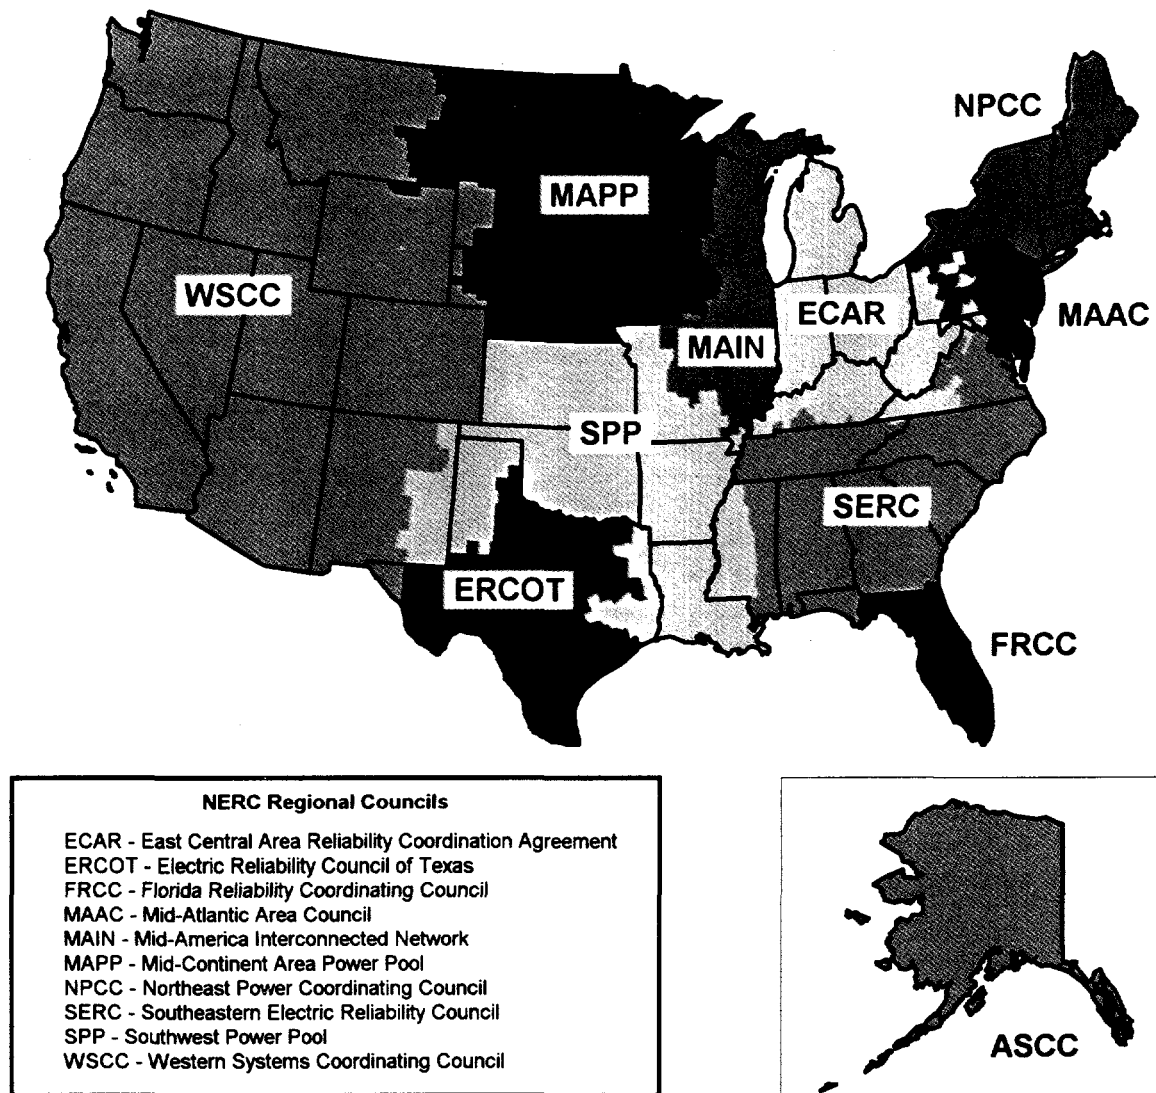 NPCC
MAPP
WSCC
ECAR
MAAC
MAIN
SPP
SERC
ERCOT
FRCC
NERC Regional Councils
ECAR - East Central Area Reliability Coordination Agreement
ERCOT - Electric Reliability Council of Texas
FRCC - Florida Reliability Coordinating Council
MAAC - Mid-Atlantic Area Council
MAIN - Mid-America Interconnected Network
MAPP - Mid-Continent Area Power Pool
NPCC - Northeast Power Coordinating Council
SERC - Southeastern Electric Reliability Council
SPP - Southwest Power Pool
WSCC - Western Systems Coordinating Council
ASCC